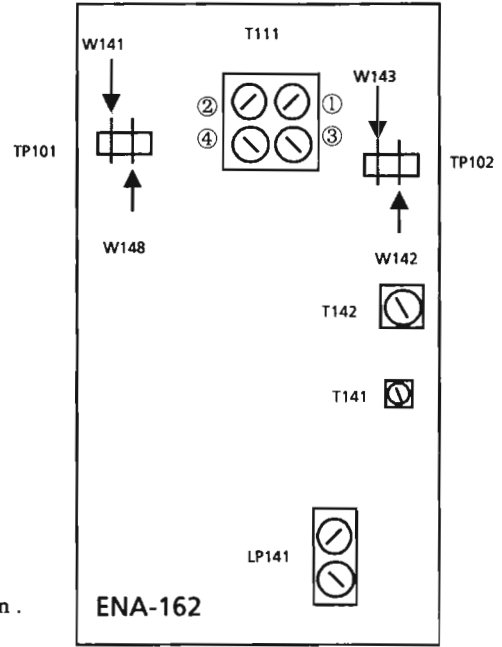 T111
W141
W143
② ①
④ ③
TP101
TP102
W148
W142
T142
T141
LP141
n .
ENA-162